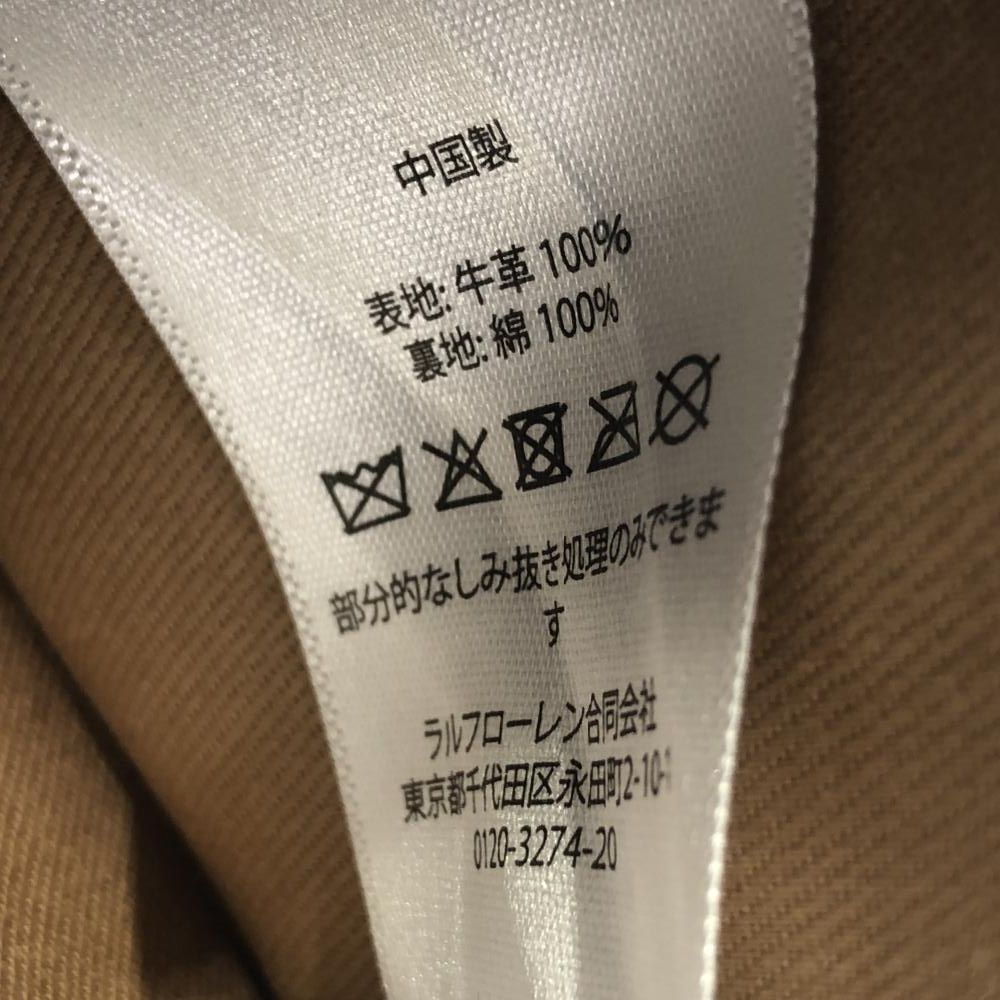 中国製
表地: 牛革 100%
裏地: 綿 100%
部分的なしみ抜き処理のみできま
す
ラルフローレン合同会社
東京都千代田区永田町2-10-1
0120-3274-20